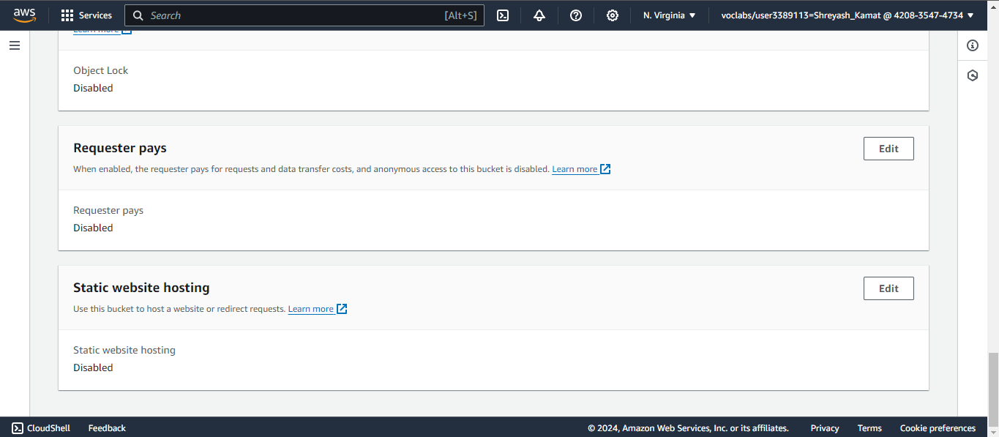 aws
Services
Search [Alt+S]
N. Virginia
voclabs/user3389113=Shreyash_Kamat @ 4208-3547-4734
Learn more
Object Lock
Disabled
Requester pays
Edit
When enabled, the requester pays for requests and data transfer costs, and anonymous access to this bucket is disabled. Learn more
Requester pays
Disabled
Static website hosting
Edit
Use this bucket to host a website or redirect requests. Learn more
Static website hosting
Disabled
CloudShell
Feedback
© 2024, Amazon Web Services, Inc. or its affiliates.
Privacy
Terms
Cookie preferences